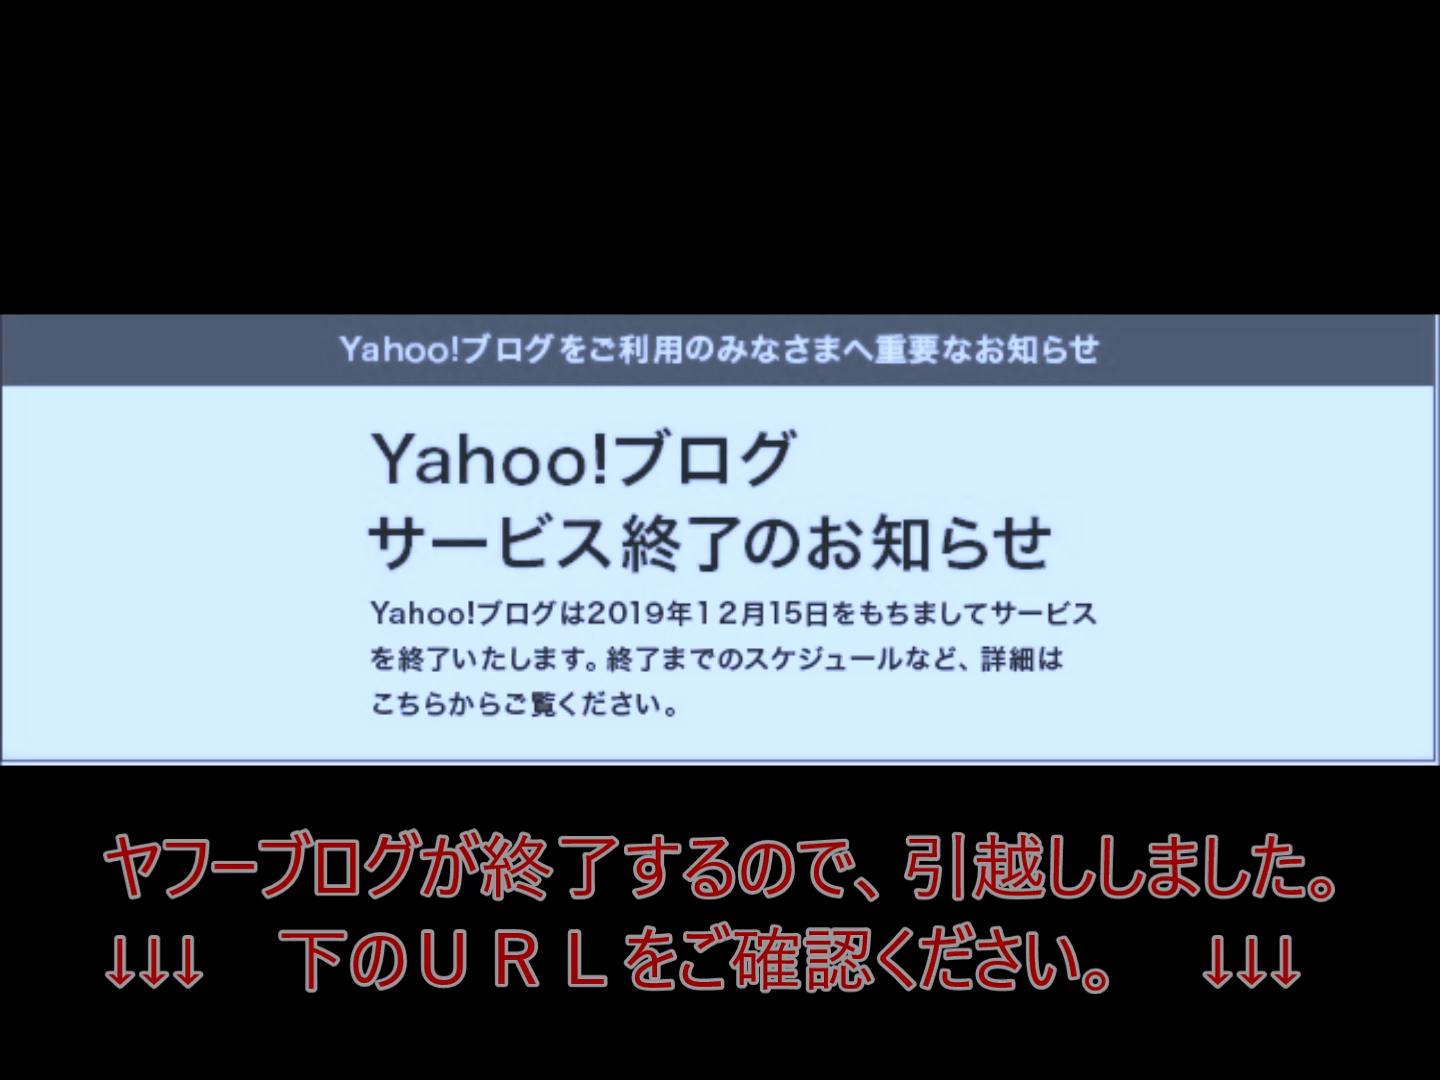 Yahoo!ブログをご利用のみなさまへ重要なお知らせ
Yahoo!ブログ
サービス終了のお知らせ
Yahoo!ブログは2019年12月15日をもちましてサービス
を終了いたします。終了までのスケジュールなど、詳細は
こちらからご覧ください。
ヤフーブログが終了するので、引越ししました。
↓↓↓　下のＵＲＬをご確認ください。　↓↓↓